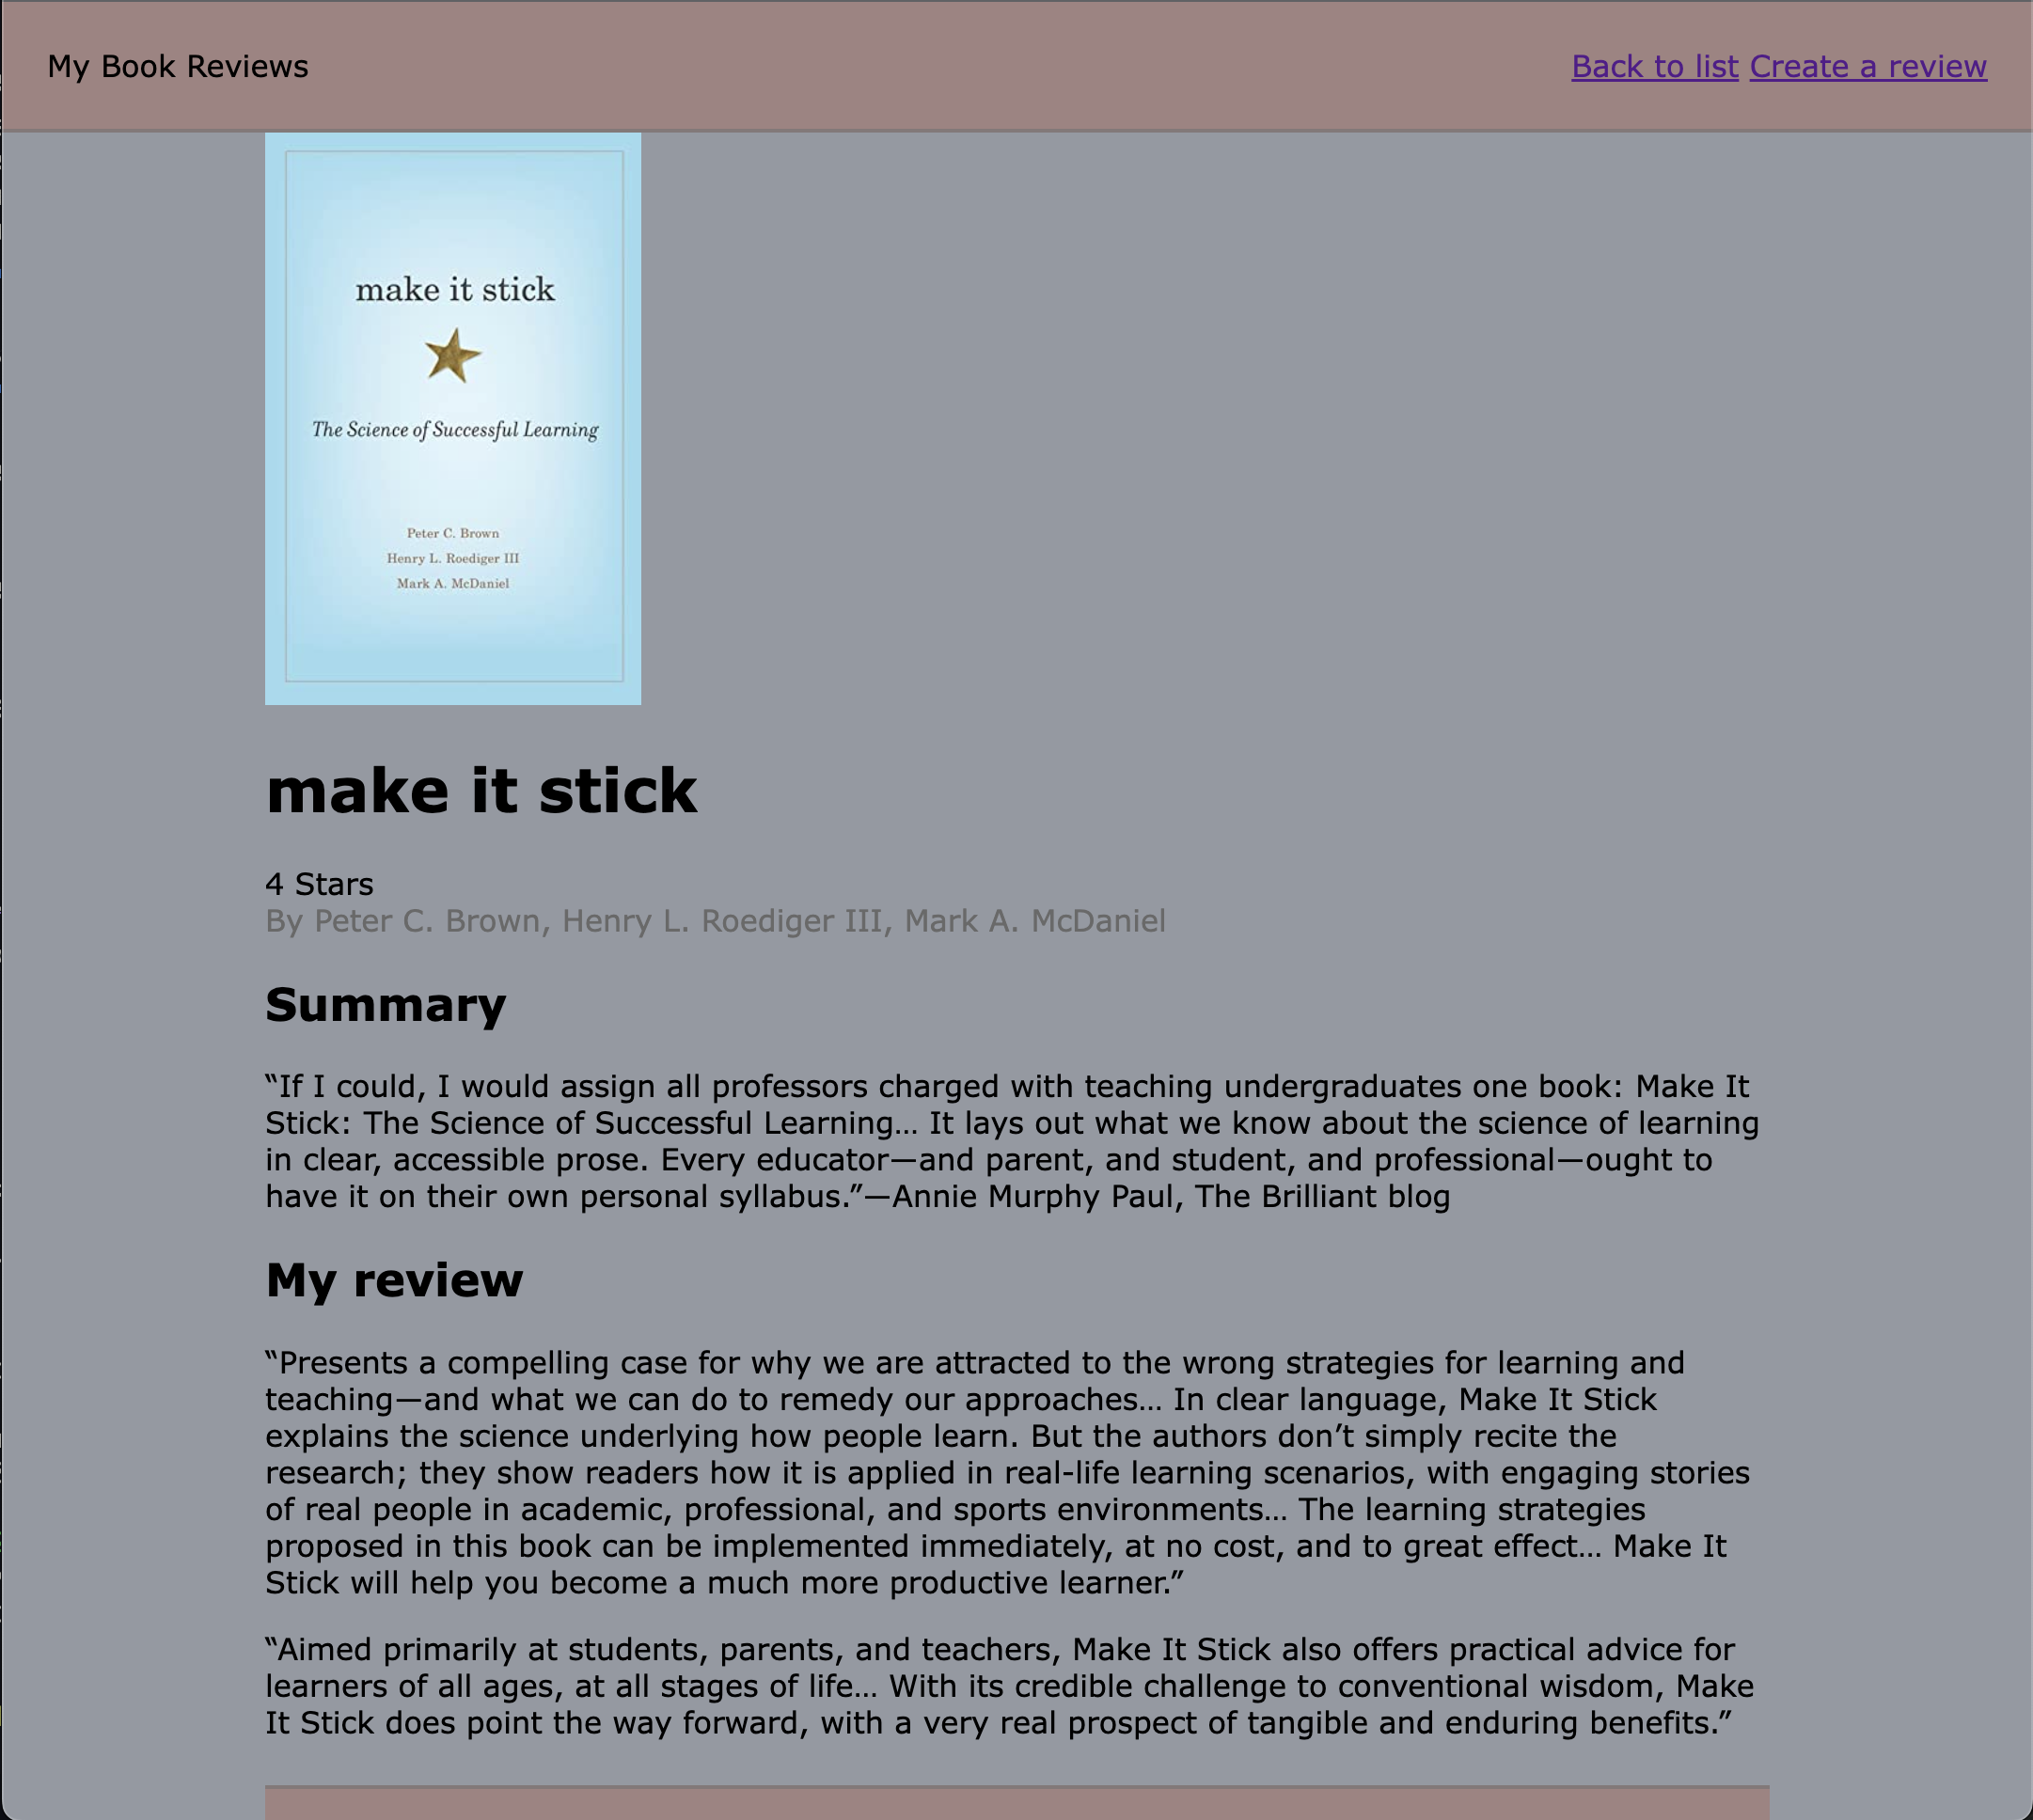 My Book Reviews
Back to list Create a review
make it stick
The Science of Successful Learning
Peter C. Brown
Henry L. Roediger III
Mark A. McDaniel
make it stick
4 Stars
By Peter C. Brown, Henry L. Roediger III, Mark A. McDaniel
Summary
“If I could, I would assign all professors charged with teaching undergraduates one book: Make It
Stick: The Science of Successful Learning… It lays out what we know about the science of learning
in clear, accessible prose. Every educator—and parent, and student, and professional—ought to
have it on their own personal syllabus.”—Annie Murphy Paul, The Brilliant blog
My review
“Presents a compelling case for why we are attracted to the wrong strategies for learning and
teaching—and what we can do to remedy our approaches… In clear language, Make It Stick
explains the science underlying how people learn. But the authors don’t simply recite the
research; they show readers how it is applied in real-life learning scenarios, with engaging stories
of real people in academic, professional, and sports environments… The learning strategies
proposed in this book can be implemented immediately, at no cost, and to great effect… Make It
Stick will help you become a much more productive learner.”
“Aimed primarily at students, parents, and teachers, Make It Stick also offers practical advice for
learners of all ages, at all stages of life… With its credible challenge to conventional wisdom, Make
It Stick does point the way forward, with a very real prospect of tangible and enduring benefits.”